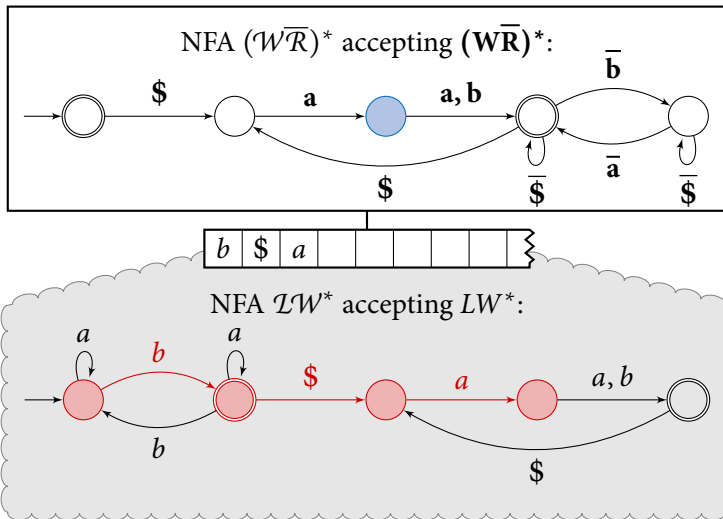 NFA (𝒲ℛ̅)* accepting (WR̅)*:
b̅
$ a a, b
a̅
$ $̅ $̅
b $ a
NFA ℒ𝒲* accepting LW*:
a a
b $ a a, b
b
$